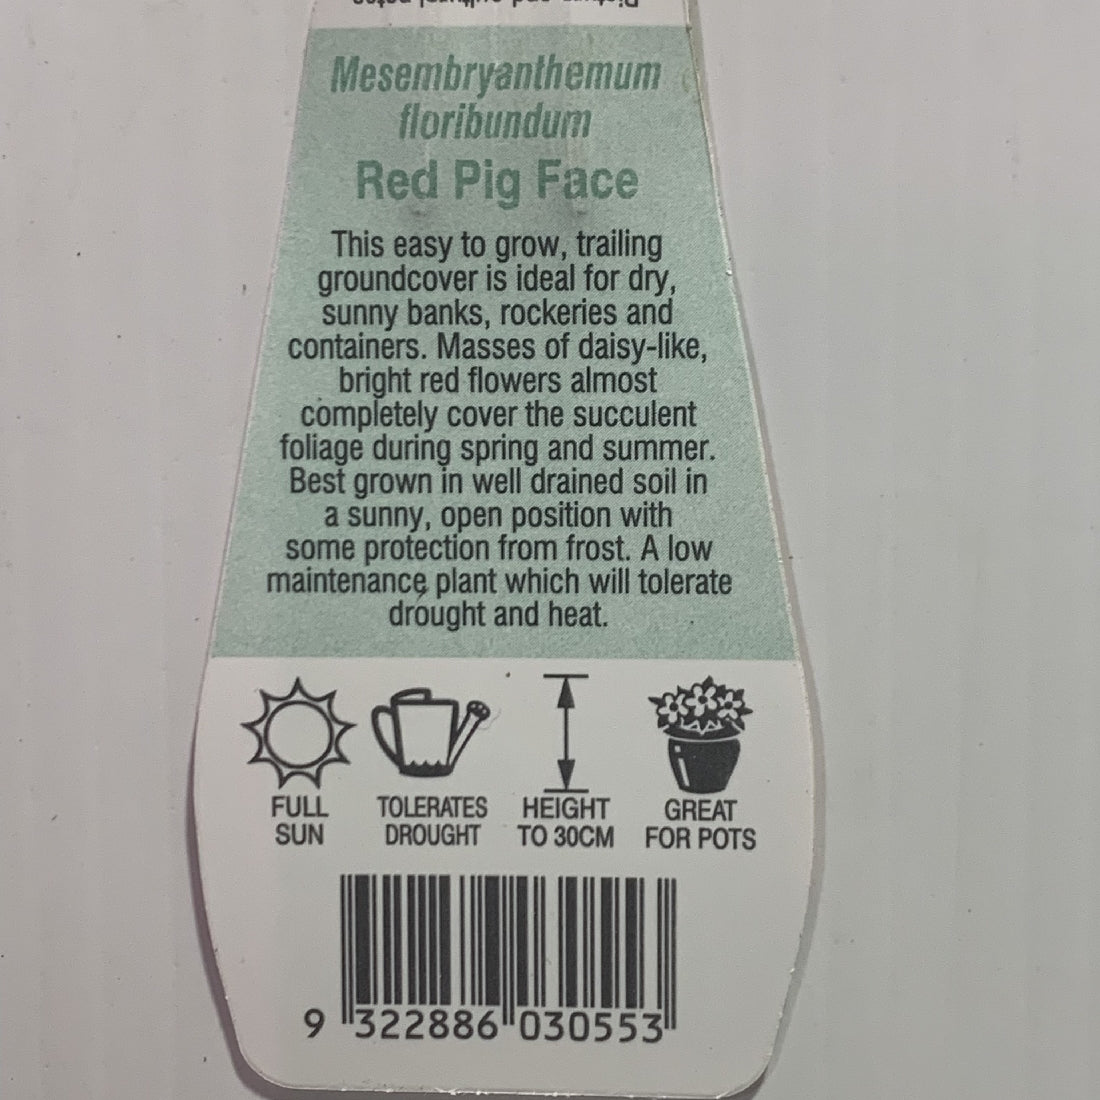 Mesembryanthemum
floribundum
Red Pig Face
This easy to grow, trailing
groundcover is ideal for dry,
sunny banks, rockeries and
containers. Masses of daisy-like,
bright red flowers almost
completely cover the succulent
foliage during spring and summer.
Best grown in well drained soil in
a sunny, open position with
some protection from frost. A low
maintenance plant which will tolerate
drought and heat.
FULL
SUN
TOLERATES
DROUGHT
HEIGHT
TO 30CM
GREAT
FOR POTS
9 322886 030553